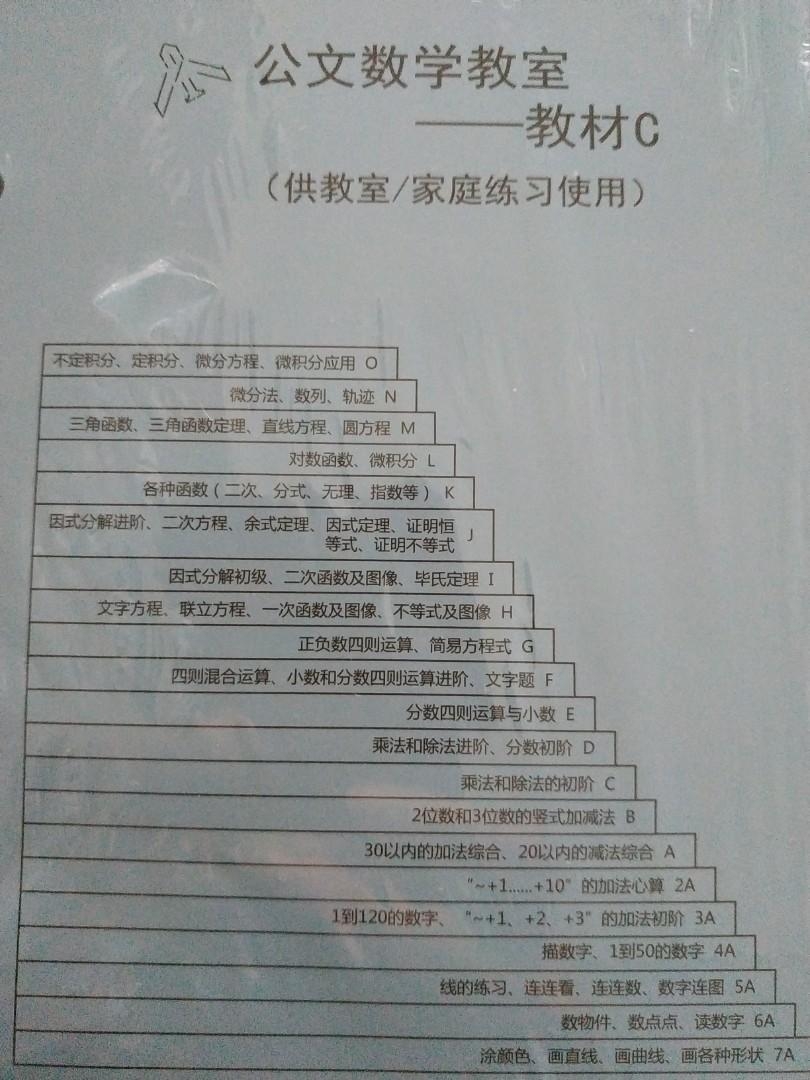 公文数学教室
——教材C
（供教室/家庭练习使用）
不定积分、定积分、微分方程、微积分应用 O
微分法、数列、轨迹 N
三角函数、三角函数定理、直线方程、圆方程 M
对数函数、微积分 L
各种函数（二次、分式、无理、指数等） K
因式分解进阶、二次方程、余式定理、因式定理、证明恒
等式、证明不等式 J
因式分解初级、二次函数及图像、毕氏定理 I
文字方程、联立方程、一次函数及图像、不等式及图像 H
正负数四则运算、简易方程式 G
四则混合运算、小数和分数四则运算进阶、文字题 F
分数四则运算与小数 E
乘法和除法进阶、分数初阶 D
乘法和除法的初阶 C
2位数和3位数的竖式加减法 B
30以内的加法综合、20以内的减法综合 A
“~+1……+10”的加法心算 2A
1到120的数字、“~+1、+2、+3”的加法初阶 3A
描数字、1到50的数字 4A
线的练习、连连看、连连数、数字连图 5A
数物件、数点点、读数字 6A
涂颜色、画直线、画曲线、画各种形状 7A